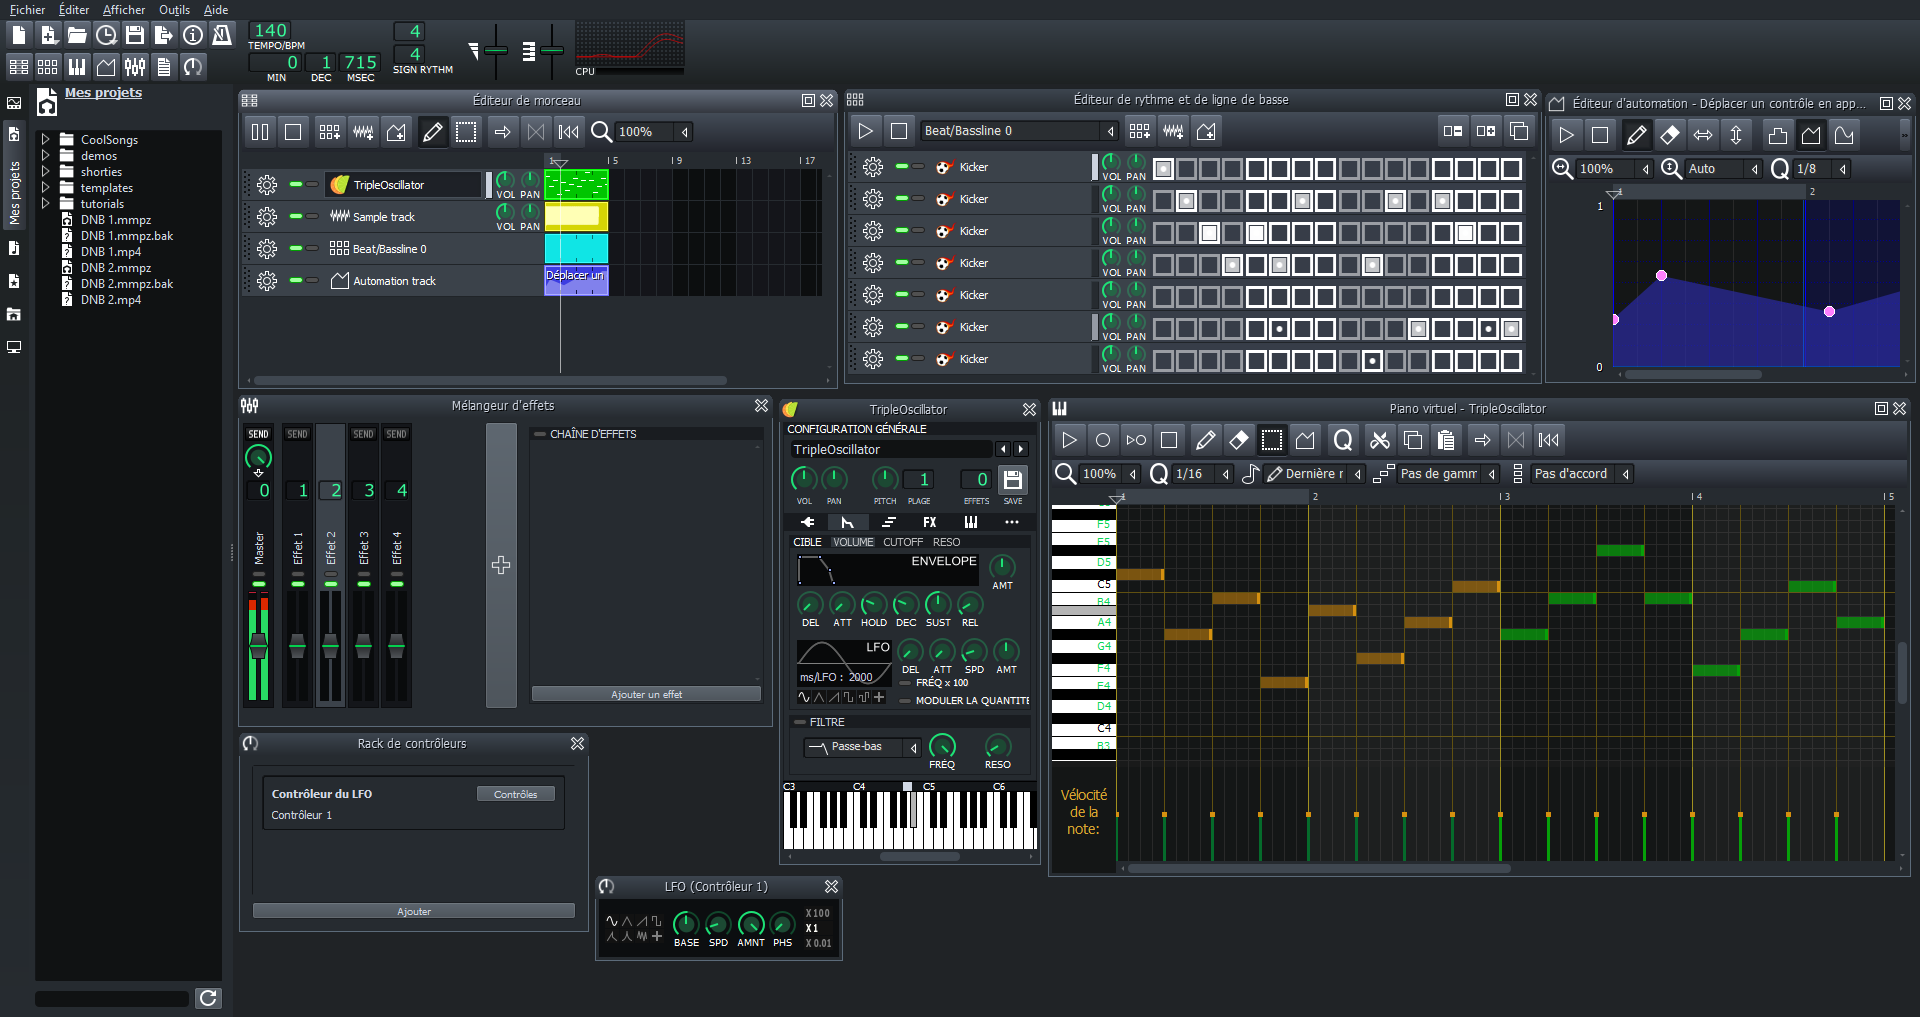 Fichier Éditer Afficher Outils Aide
140
TEMPO/BPM
0 1 715
MIN DEC MSEC
4
4
SIGN RYTHM
CPU
Mes projets
Mes projets
CoolSongs
demos
shorties
templates
tutorials
DNB 1.mmpz
DNB 1.mmpz.bak
DNB 1.mp4
DNB 2.mmpz
DNB 2.mmpz.bak
DNB 2.mp4
Éditeur de morceau
100%
1 5 9 13 17
TripleOscillator
VOL PAN
Sample track
VOL PAN
Beat/Bassline 0
Automation track
Déplacer un
Éditeur de rythme et de ligne de basse
Beat/Bassline 0
Kicker VOL PAN
Kicker VOL PAN
Kicker VOL PAN
Kicker VOL PAN
Kicker VOL PAN
Kicker VOL PAN
Kicker VOL PAN
Éditeur d'automation - Déplacer un contrôle en app...
100% Auto Q 1/8
1 2
1
0
Mélangeur d'effets
SEND SEND SEND SEND SEND
0 1 2 3 4
Master Effet 1 Effet 2 Effet 3 Effet 4
CHAÎNE D'EFFETS
Ajouter un effet
TripleOscillator
CONFIGURATION GÉNÉRALE
TripleOscillator
1 0
VOL PAN PITCH PLAGE EFFETS SAVE
FX
CIBLE VOLUME CUTOFF RESO
ENVELOPE
AMT
DEL ATT HOLD DEC SUST REL
LFO
ms/LFO : 2000
DEL ATT SPD AMT
FRÉQ x 100
MODULER LA QUANTITÉ
FILTRE
Passe-bas
FRÉQ RESO
C3 C4 C5 C6
Piano virtuel - TripleOscillator
Q
100% Q 1/16 Dernière r Pas de gamm Pas d'accord
1 2 3 4 5
F5
E5
D5
C5
B4
A4
G4
F4
E4
D4
C4
B3
Vélocité
de la
note:
Rack de contrôleurs
Contrôleur du LFO
Contrôles
Contrôleur 1
Ajouter
LFO (Contrôleur 1)
BASE SPD AMNT PHS
X 100
X 1
X 0.01